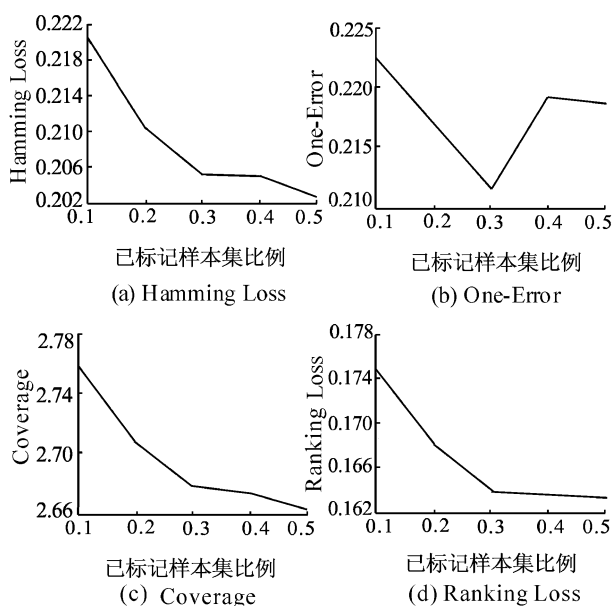 0.222
0.218
0.214
0.210
0.206
0.202
Hamming Loss
0.1 0.2 0.3 0.4 0.5
已标记样本集比例
(a) Hamming Loss
0.225
0.220
0.215
0.210
One-Error
0.1 0.2 0.3 0.4 0.5
已标记样本集比例
(b) One-Error
2.78
2.74
2.70
2.66
Coverage
0.1 0.2 0.3 0.4 0.5
已标记样本集比例
(c) Coverage
0.178
0.174
0.170
0.166
0.162
Ranking Loss
0.1 0.2 0.3 0.4 0.5
已标记样本集比例
(d) Ranking Loss